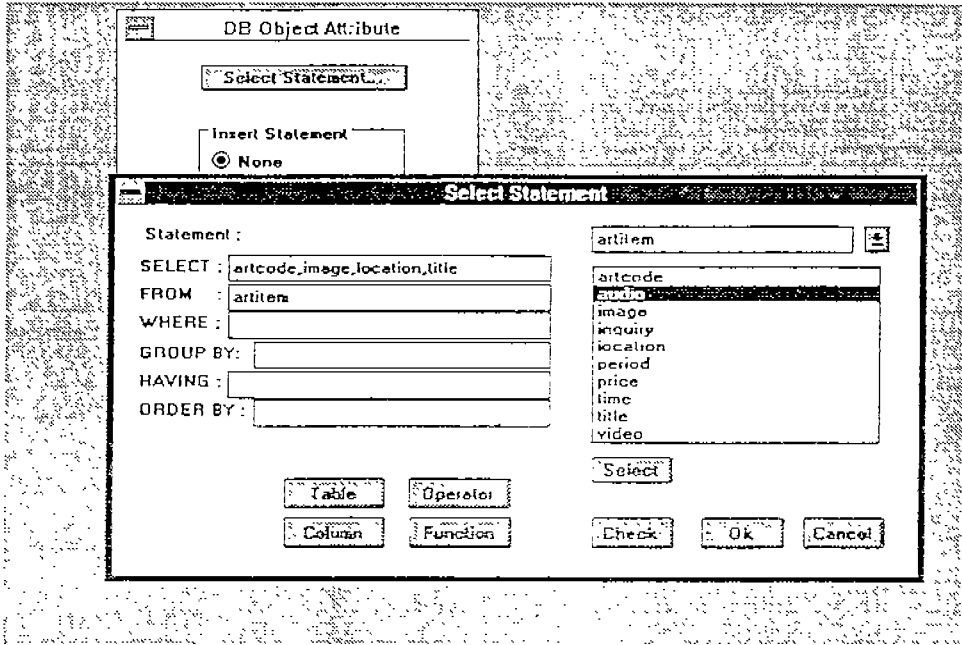 DB Object Attribute
Select Statement...
Insert Statement
None
Select Statement
Statement :
SELECT : artcode,image,location,title
FROM : artitem
WHERE :
GROUP BY:
HAVING :
ORDER BY :
Table
Operator
Column
Function
artitem
artcode
audio
image
inquiry
location
period
price
time
title
video
Select
Check
Ok
Cancel